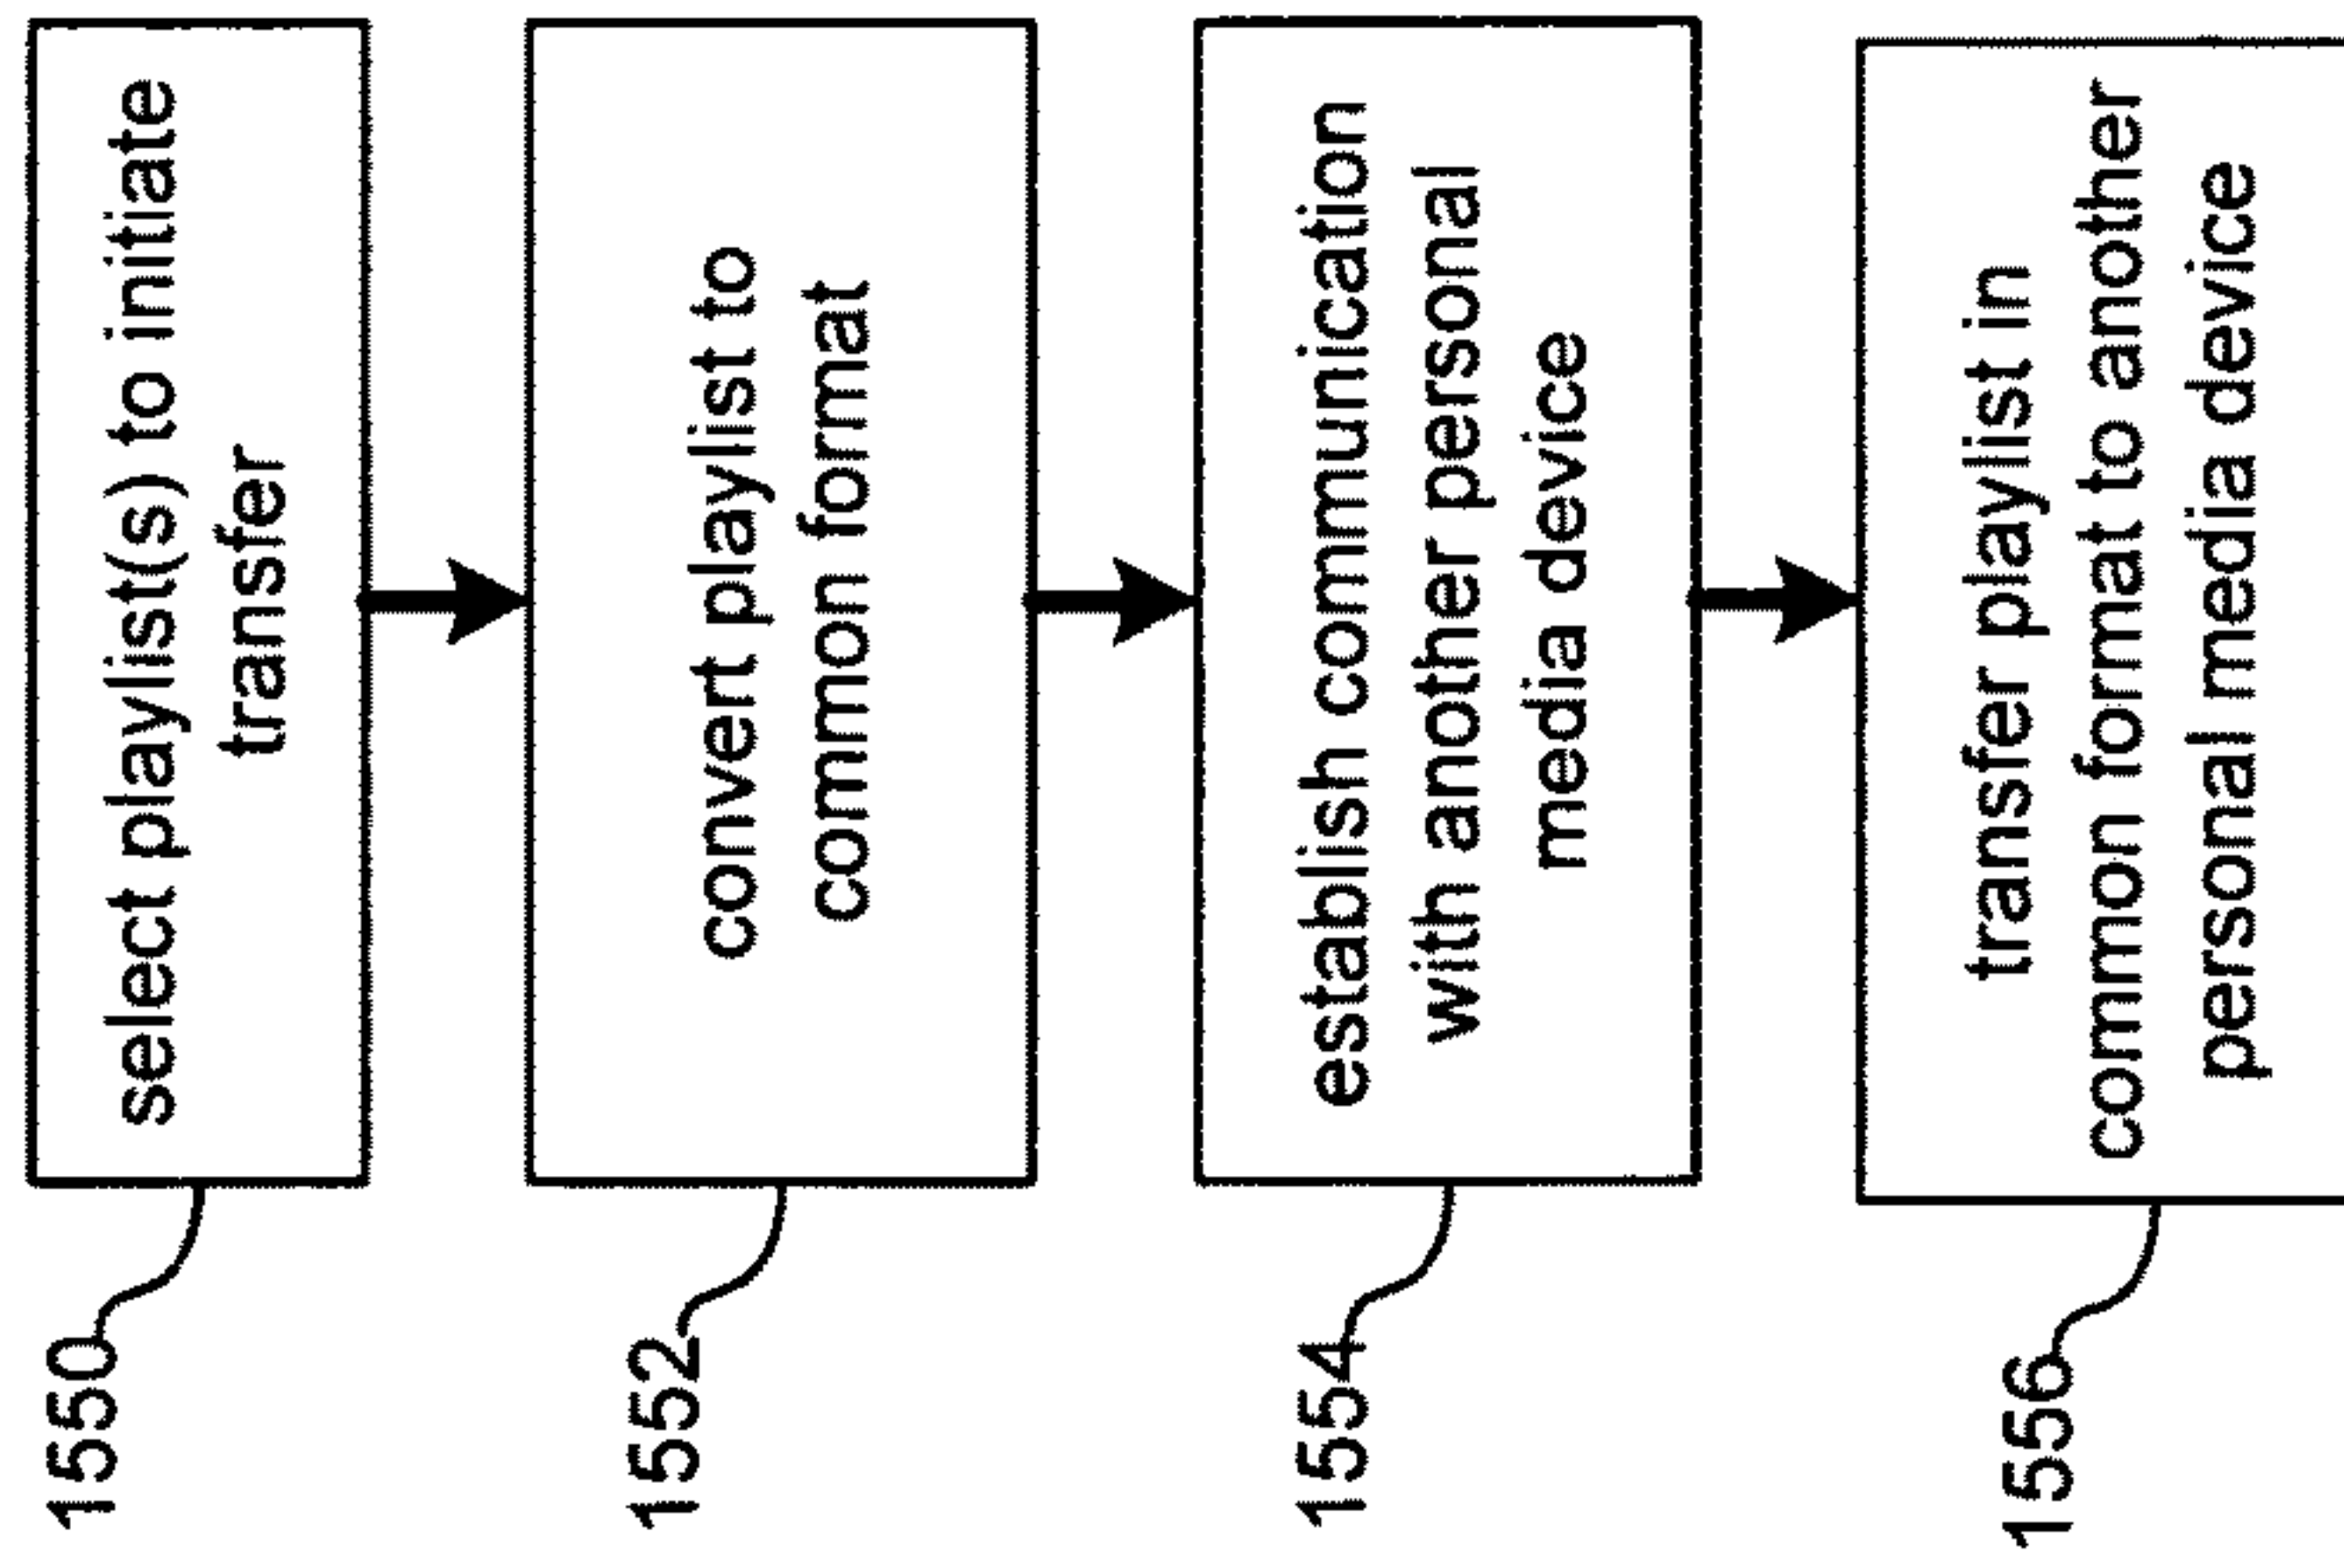 1550
select playlist(s) to initiate
transfer
1552
convert playlist to
common format
1554
establish communication
with another personal
media device
1556
transfer playlist in
common format to another
personal media device